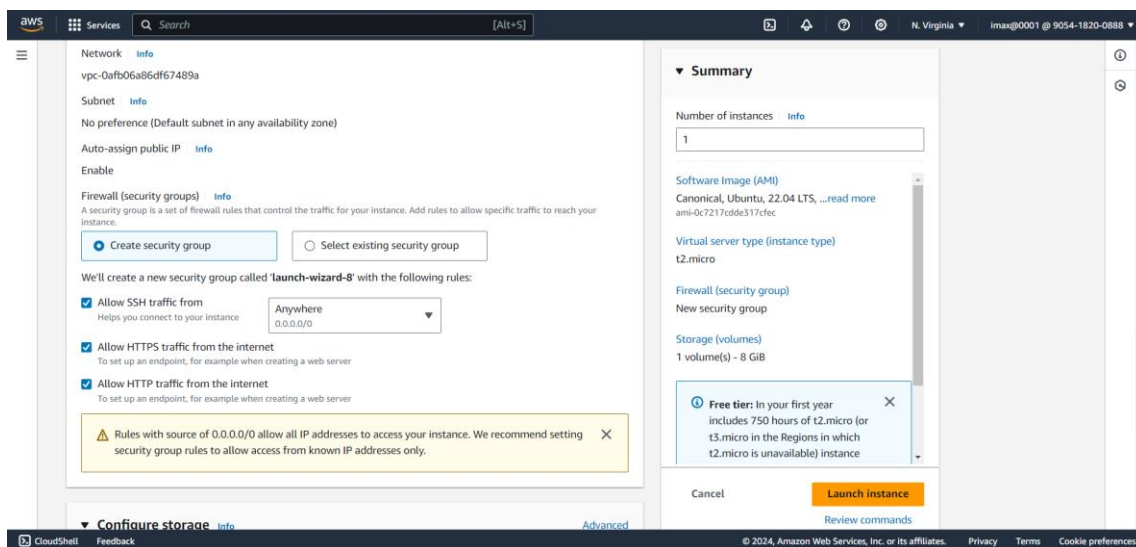 aws
Services
Search
[Alt+S]
N. Virginia
imax@0001 @ 9054-1820-0888
Network Info
vpc-0afb06a86df67489a
Subnet Info
No preference (Default subnet in any availability zone)
Auto-assign public IP Info
Enable
Firewall (security groups) Info
A security group is a set of firewall rules that control the traffic for your instance. Add rules to allow specific traffic to reach your
instance.
Create security group
Select existing security group
We'll create a new security group called 'launch-wizard-8' with the following rules:
Allow SSH traffic from
Helps you connect to your instance
Anywhere
0.0.0.0/0
Allow HTTPS traffic from the internet
To set up an endpoint, for example when creating a web server
Allow HTTP traffic from the internet
To set up an endpoint, for example when creating a web server
Rules with source of 0.0.0.0/0 allow all IP addresses to access your instance. We recommend setting
security group rules to allow access from known IP addresses only.
Configure storage Info
Advanced
Summary
Number of instances Info
1
Software Image (AMI)
Canonical, Ubuntu, 22.04 LTS, ...read more
ami-0c7217cdde317cfec
Virtual server type (instance type)
t2.micro
Firewall (security group)
New security group
Storage (volumes)
1 volume(s) - 8 GiB
Free tier: In your first year
includes 750 hours of t2.micro (or
t3.micro in the Regions in which
t2.micro is unavailable) instance
Cancel
Launch instance
Review commands
CloudShell
Feedback
© 2024, Amazon Web Services, Inc. or its affiliates.
Privacy
Terms
Cookie preferences